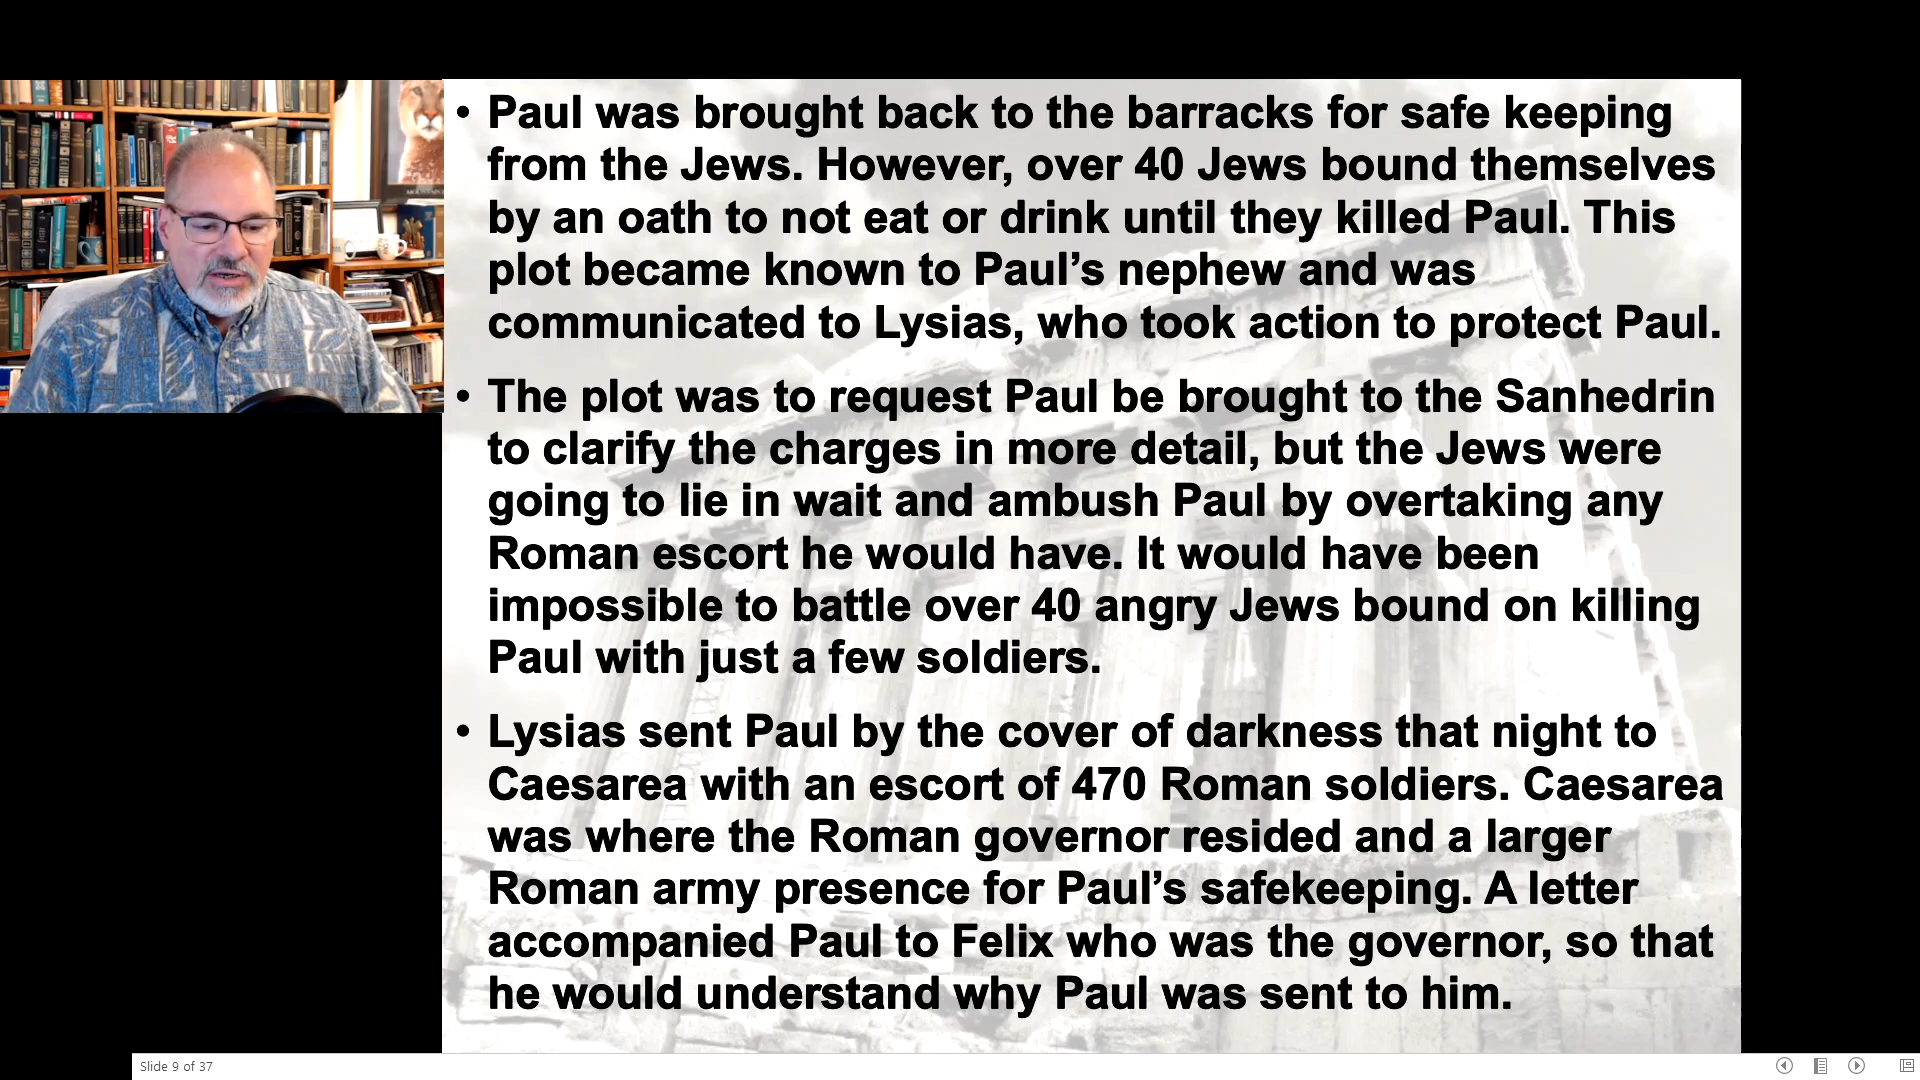 • Paul was brought back to the barracks for safe keeping
from the Jews. However, over 40 Jews bound themselves
by an oath to not eat or drink until they killed Paul. This
plot became known to Paul’s nephew and was
communicated to Lysias, who took action to protect Paul.
• The plot was to request Paul be brought to the Sanhedrin
to clarify the charges in more detail, but the Jews were
going to lie in wait and ambush Paul by overtaking any
Roman escort he would have. It would have been
impossible to battle over 40 angry Jews bound on killing
Paul with just a few soldiers.
• Lysias sent Paul by the cover of darkness that night to
Caesarea with an escort of 470 Roman soldiers. Caesarea
was where the Roman governor resided and a larger
Roman army presence for Paul’s safekeeping. A letter
accompanied Paul to Felix who was the governor, so that
he would understand why Paul was sent to him.
Slide 9 of 37